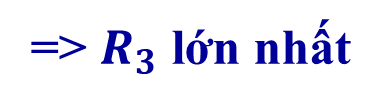 => R₃ lớn nhất